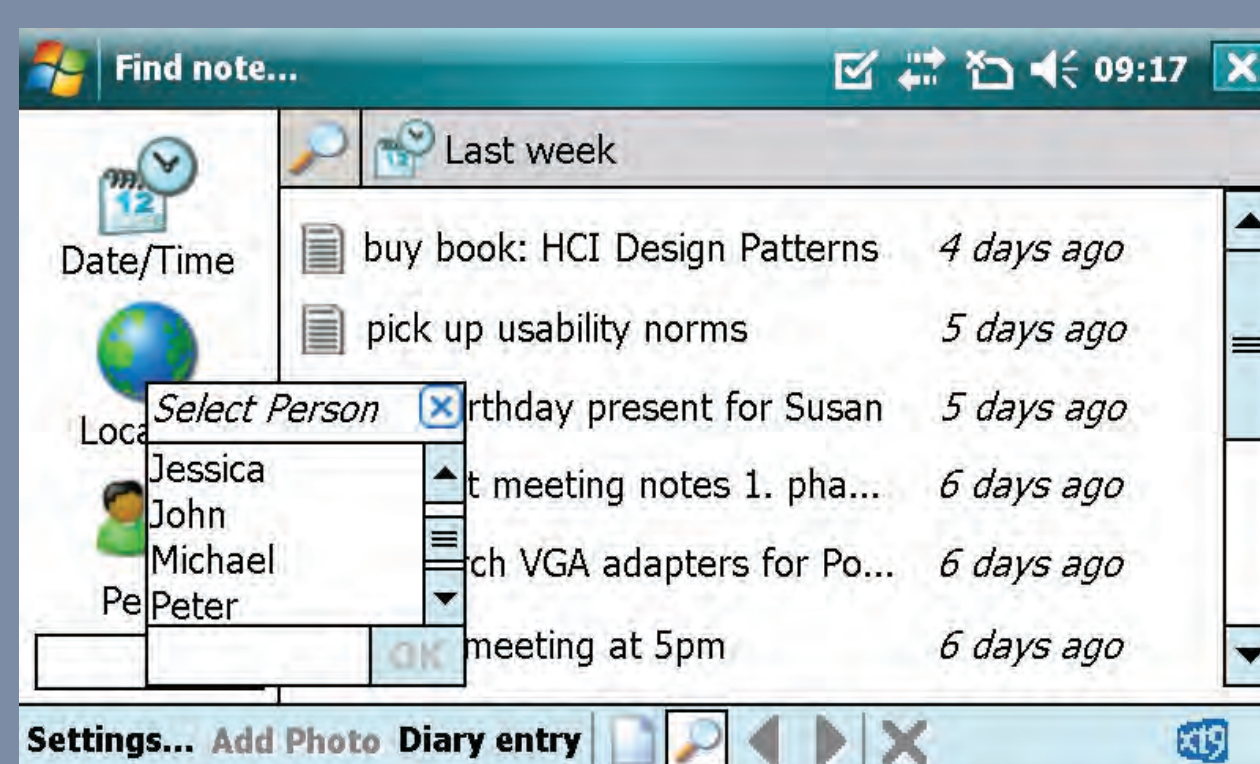 Find note...
09:17
Last week
12
Date/Time
buy book: HCI Design Patterns 4 days ago
pick up usability norms 5 days ago
rthday present for Susan 5 days ago
t meeting notes 1. pha... 6 days ago
rch VGA adapters for Po... 6 days ago
meeting at 5pm 6 days ago
Loca
Pe
Select Person
Jessica
John
Michael
Peter
OK
Settings... Add Photo Diary entry
xt9